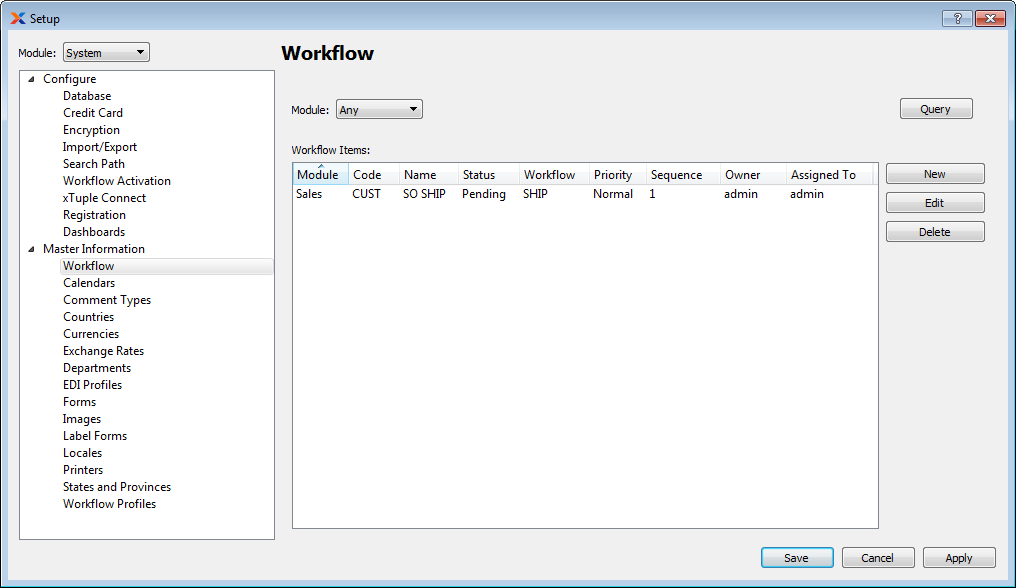 Setup
?
Module: System
Configure
Database
Credit Card
Encryption
Import/Export
Search Path
Workflow Activation
xTuple Connect
Registration
Dashboards
Master Information
Workflow
Calendars
Comment Types
Countries
Currencies
Exchange Rates
Departments
EDI Profiles
Forms
Images
Label Forms
Locales
Printers
States and Provinces
Workflow Profiles
Workflow
Module: Any
Query
Workflow Items:
Module Code Name Status Workflow Priority Sequence Owner Assigned To
Sales CUST SO SHIP Pending SHIP Normal 1 admin admin
New
Edit
Delete
Save Cancel Apply